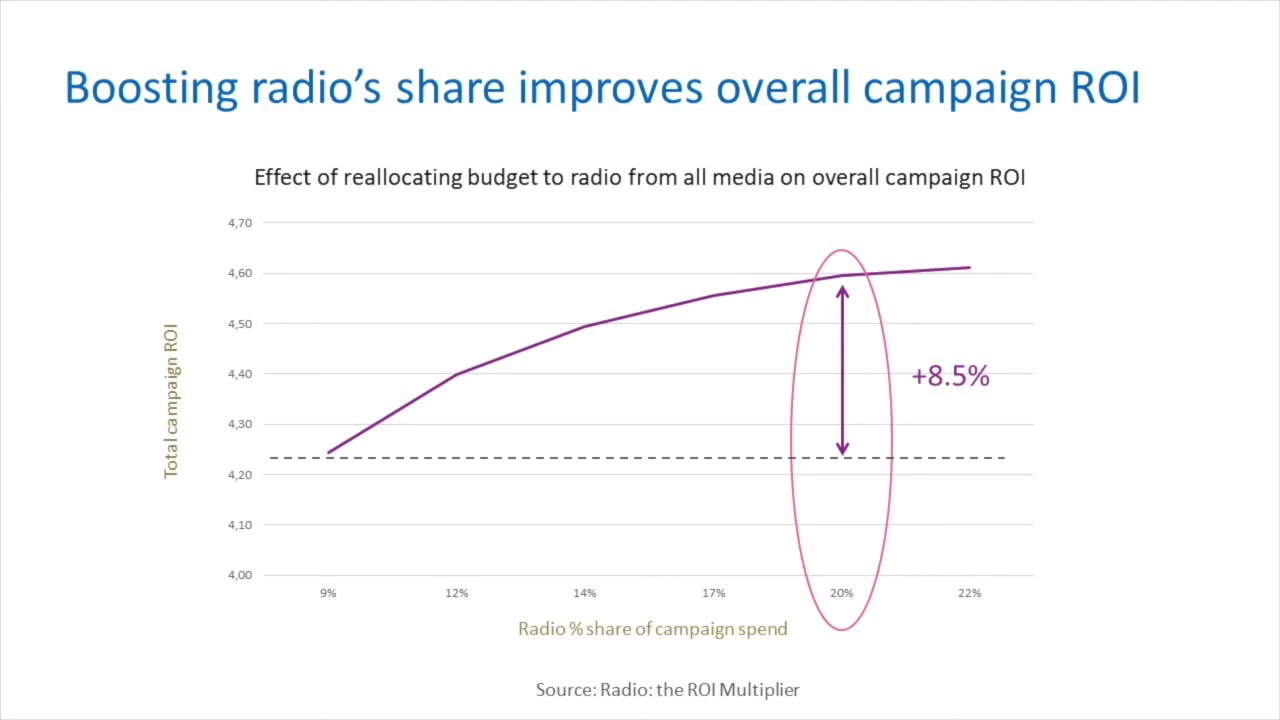 Boosting radio’s share improves overall campaign ROI
Effect of reallocating budget to radio from all media on overall campaign ROI
4,70
4,60
4,50
4,40
4,30
4,20
4,10
4,00
Total campaign ROI
+8.5%
9% 12% 14% 17% 20% 22%
Radio % share of campaign spend
Source: Radio: the ROI Multiplier